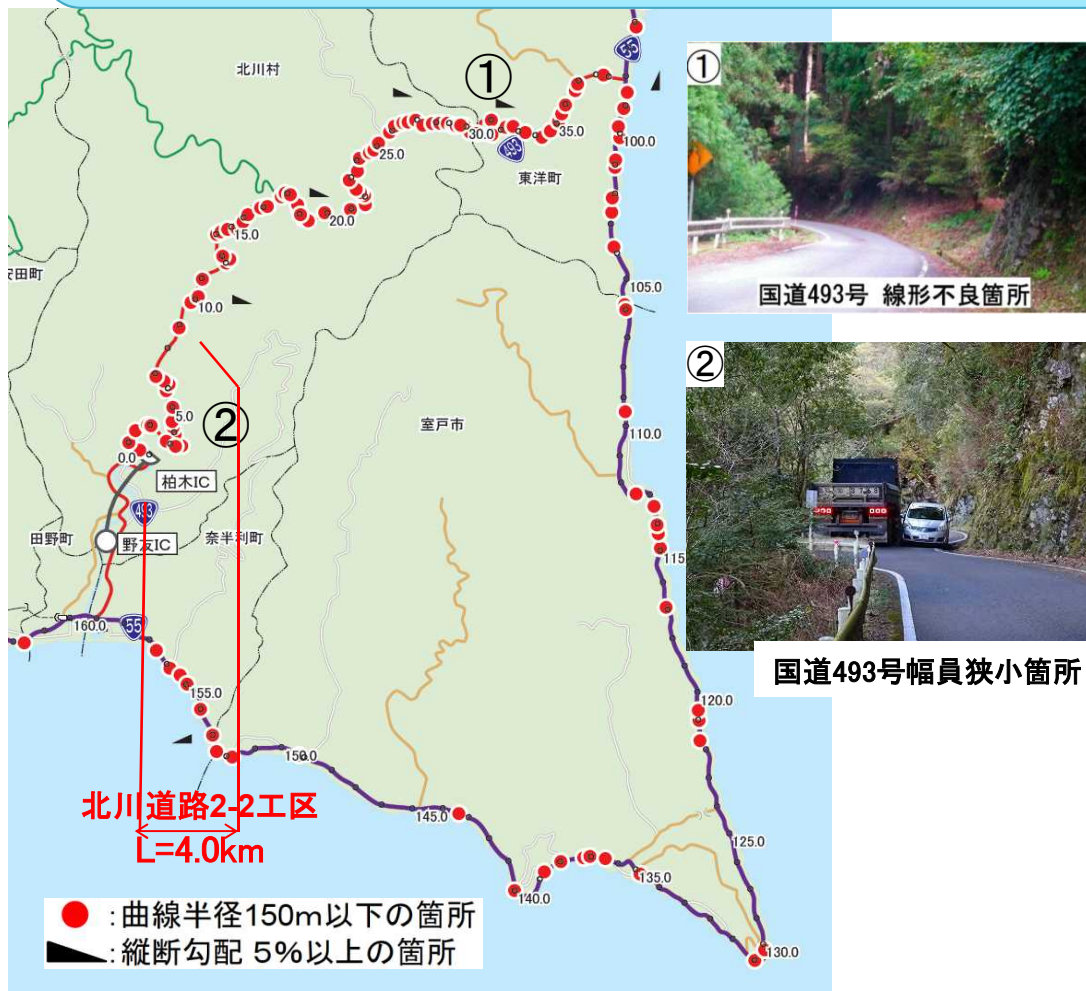 北川村
①
55
①
30.0
35.0
100.0
25.0
493
東洋町
国道493号 線形不良箇所
20.0
15.0
安田町
105.0
10.0
②
室戸市
5.0
②
110.0
0.0
柏木IC
493
田野町
野友IC
奈半利町
115
160.0
55
国道493号幅員狭小箇所
155.0
120.0
150.0
北川道路2-2工区
L=4.0km
145.0
125.0
135.0
140.0
:曲線半径150m以下の箇所
:縦断勾配 5%以上の箇所
130.0